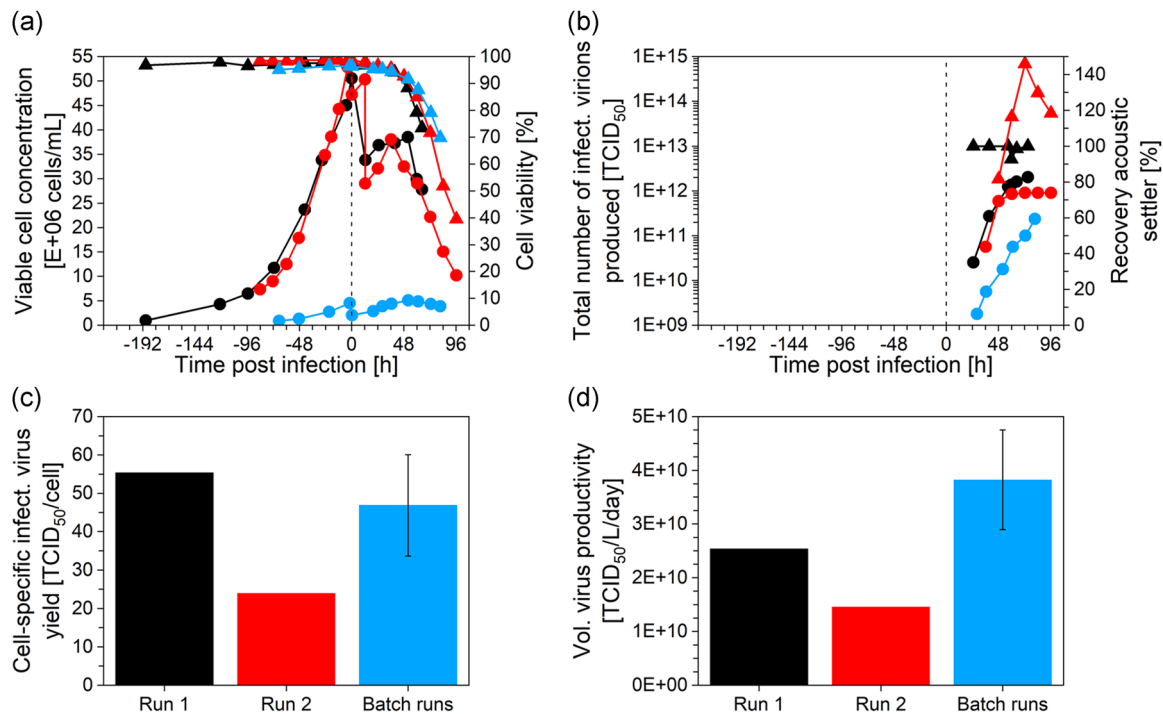 (a)
Viable cell concentration
[E+06 cells/mL]
55
50
45
40
35
30
25
20
15
10
5
0
100
90
80
70
60
50
40
30
20
10
0
Cell viability [%]
-192 -144 -96 -48 0 48 96
Time post infection [h]
(b)
Total number of infect. virions
produced [TCID50]
1E+15
1E+14
1E+13
1E+12
1E+11
1E+10
1E+09
140
120
100
80
60
40
20
0
Recovery acoustic
settler [%]
-192 -144 -96 -48 0 48 96
Time post infection [h]
(c)
Cell-specific infect. virus
yield [TCID50/cell]
70
60
50
40
30
20
10
0
Run 1 Run 2 Batch runs
(d)
Vol. virus productivity
[TCID50/L/day]
5E+10
4E+10
3E+10
2E+10
1E+10
0E+00
Run 1 Run 2 Batch runs